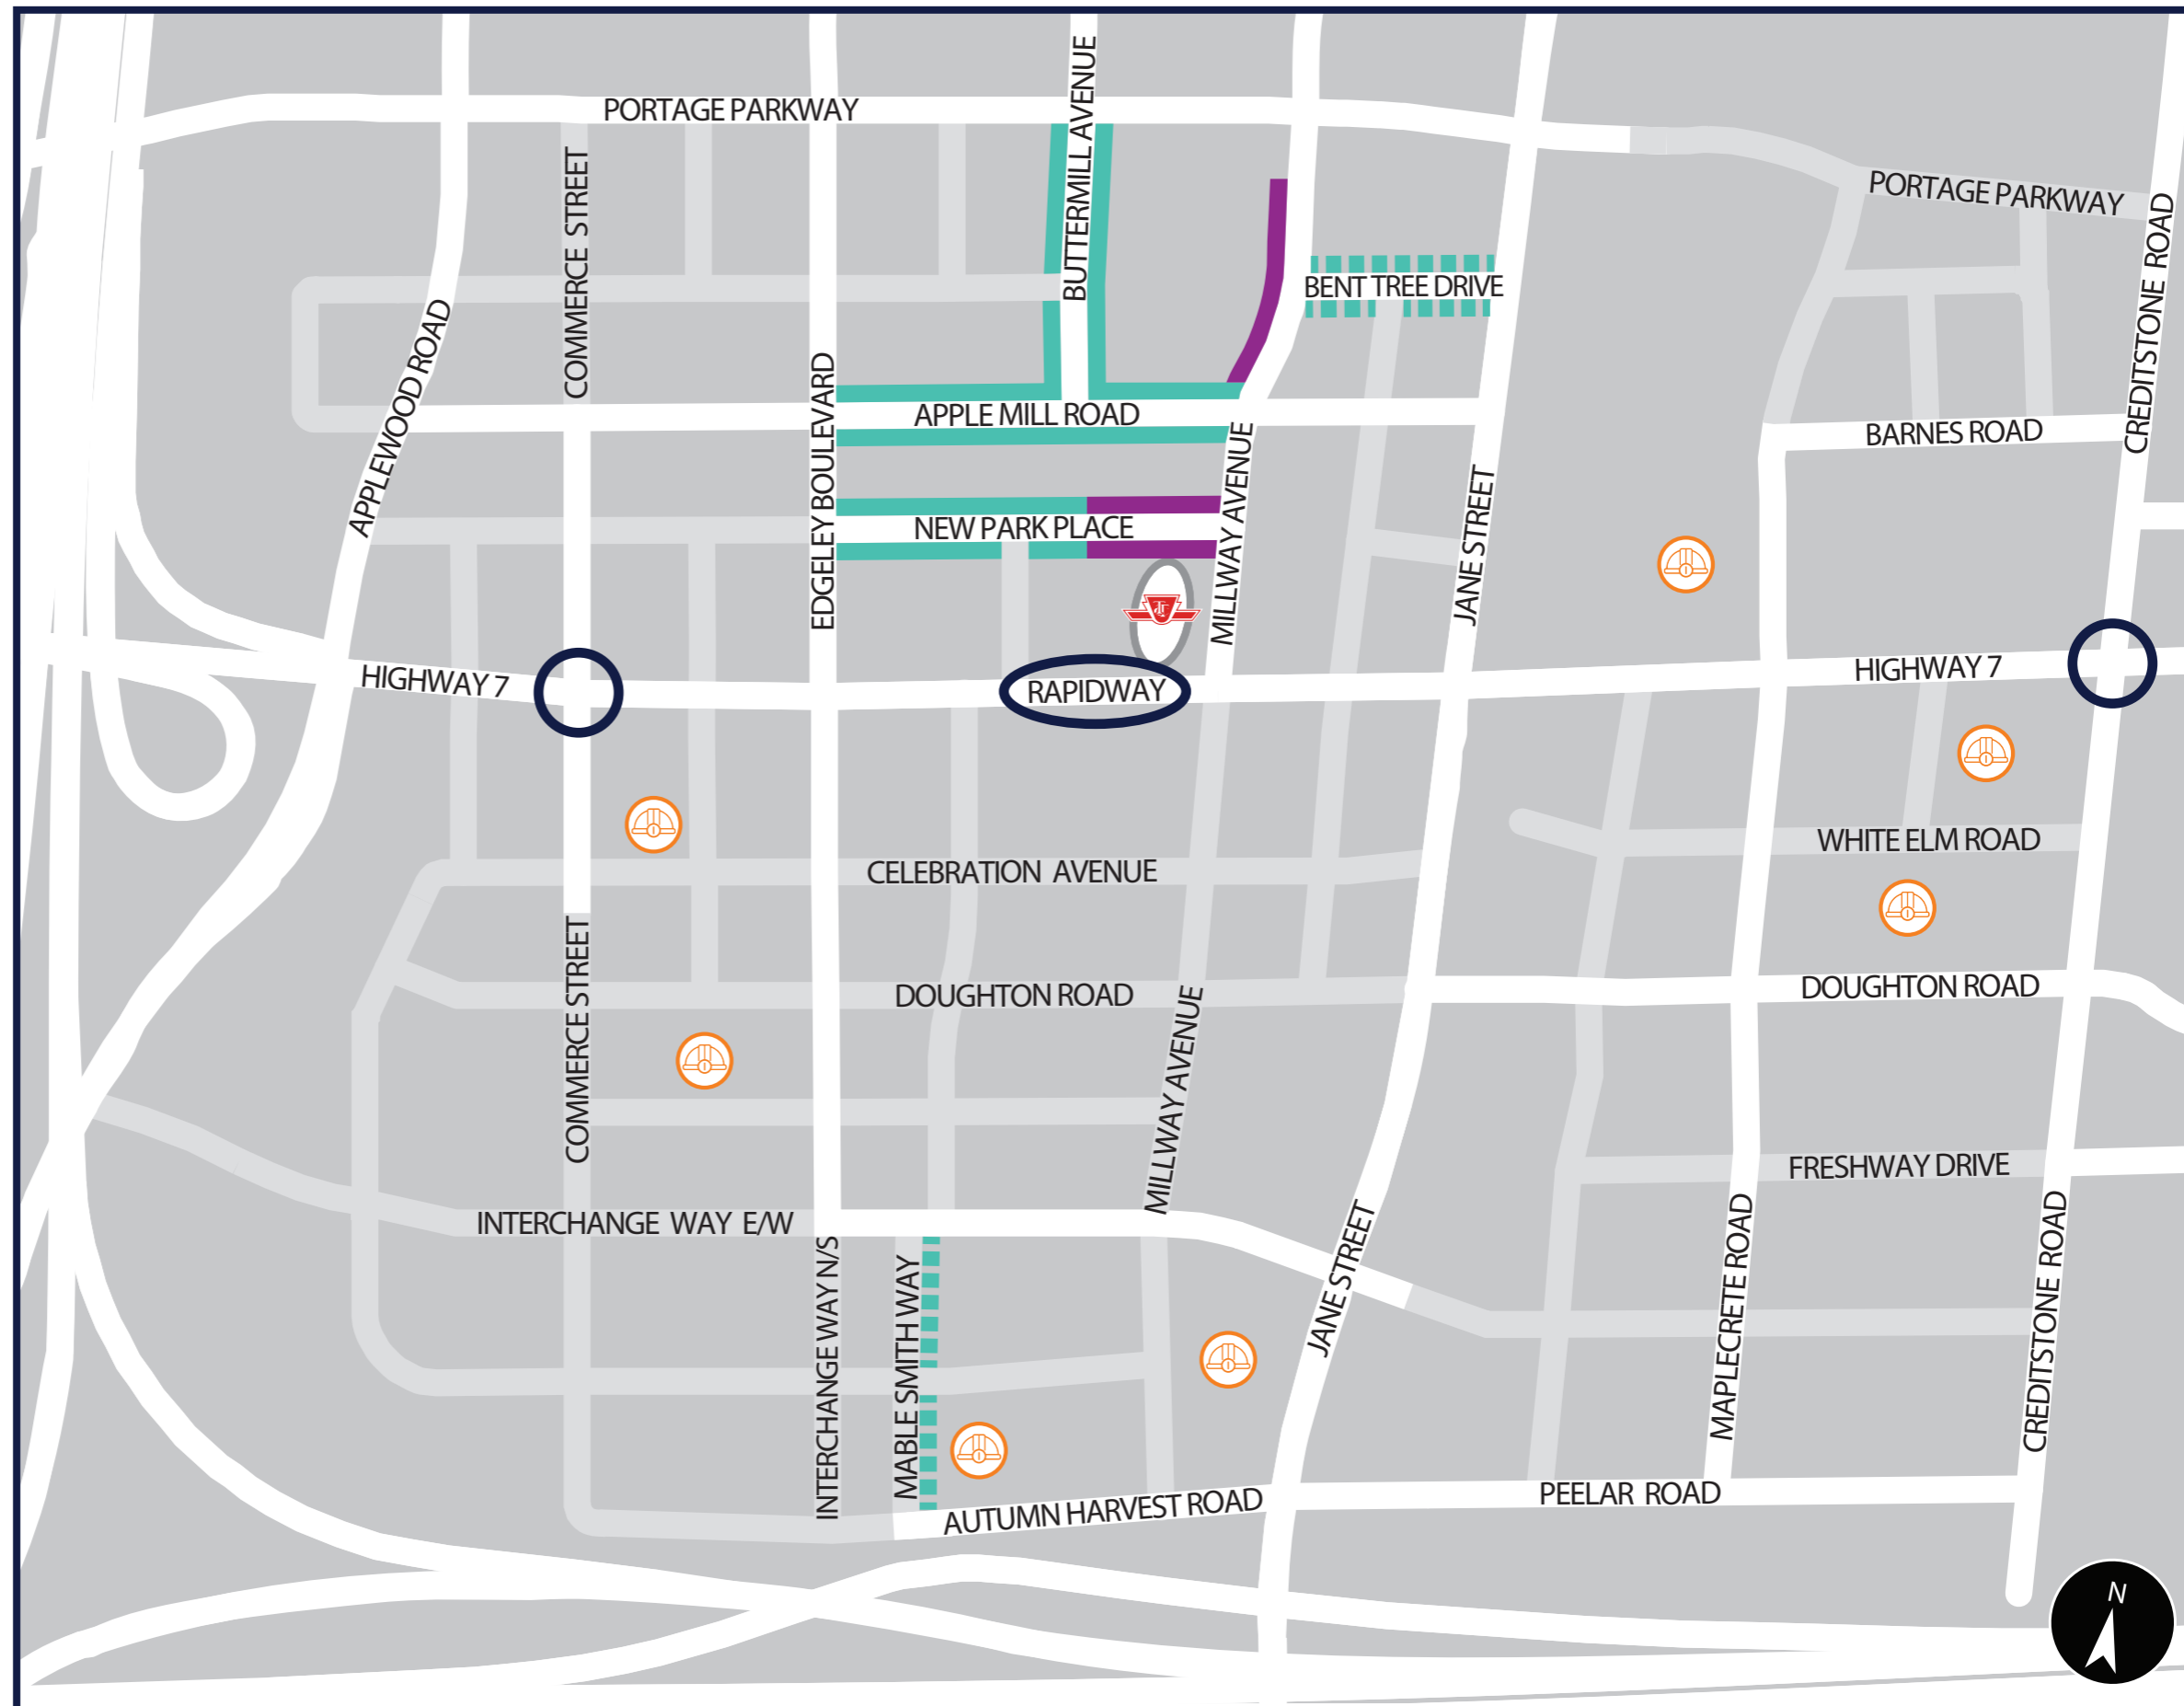 BUTTERMILL AVENUE
PORTAGE PARKWAY
COMMERCE STREET
PORTAGE PARKWAY
CREDITSTONE ROAD
BENT TREE DRIVE
APPLEWOOD ROAD
EDGELEY BOULEVARD
APPLE MILL ROAD
MILLWAY AVENUE
BARNES ROAD
JANE STREET
NEW PARK PLACE
HIGHWAY 7
RAPIDWAY
HIGHWAY 7
WHITE ELM ROAD
CELEBRATION AVENUE
COMMERCE STREET
DOUGHTON ROAD
DOUGHTON ROAD
MILLWAY AVENUE
FRESHWAY DRIVE
INTERCHANGE WAY E/W
JANE STREET
MAPLECRETE ROAD
CREDITSTONE ROAD
INTERCHANGE WAY N/S
MABLE SMITH WAY
PEELAR ROAD
AUTUMN HARVEST ROAD
N